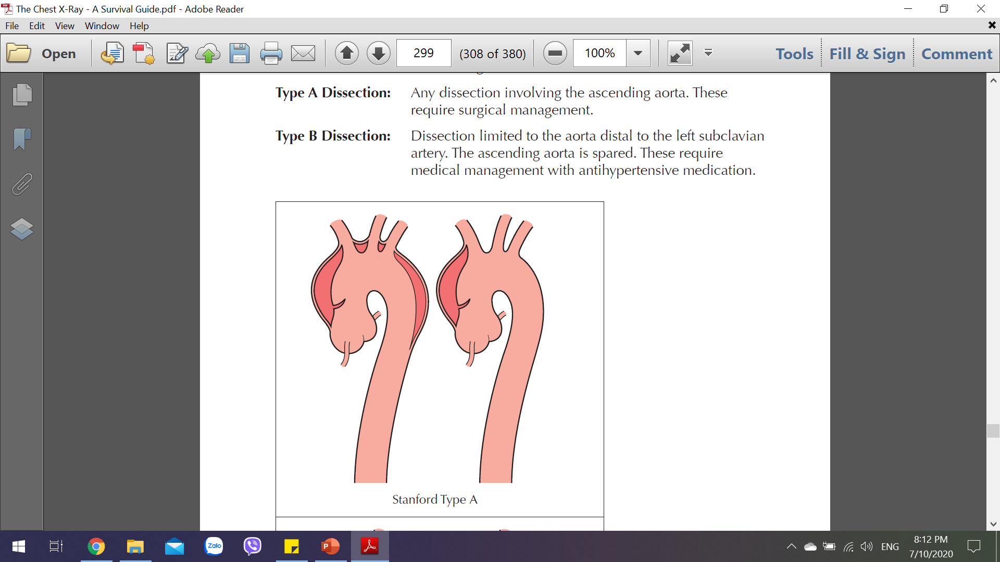 The Chest X-Ray - A Survival Guide.pdf - Adobe Reader
File Edit View Window Help
Open 299 (308 of 380) 100% Tools Fill & Sign Comment
Type A Dissection: Any dissection involving the ascending aorta. These
require surgical management.
Type B Dissection: Dissection limited to the aorta distal to the left subclavian
artery. The ascending aorta is spared. These require
medical management with antihypertensive medication.
Stanford Type A
Zalo
ENG
8:12 PM
7/10/2020